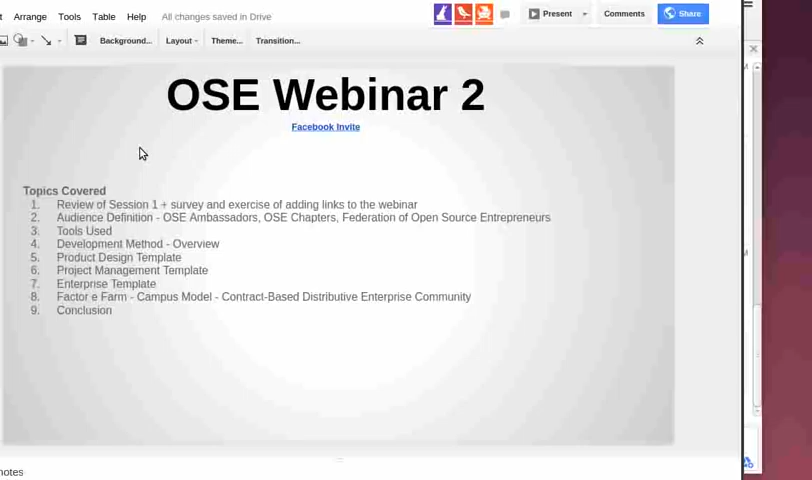 Arrange Tools Table Help All changes saved in Drive Present Comments Share
Background... Layout Theme... Transition...
OSE Webinar 2
Facebook Invite
Topics Covered
1. Review of Session 1 + survey and exercise of adding links to the webinar
2. Audience Definition - OSE Ambassadors, OSE Chapters, Federation of Open Source Entrepreneurs
3. Tools Used
4. Development Method - Overview
5. Product Design Template
6. Project Management Template
7. Enterprise Template
8. Factor e Farm - Campus Model - Contract-Based Distributive Enterprise Community
9. Conclusion
notes